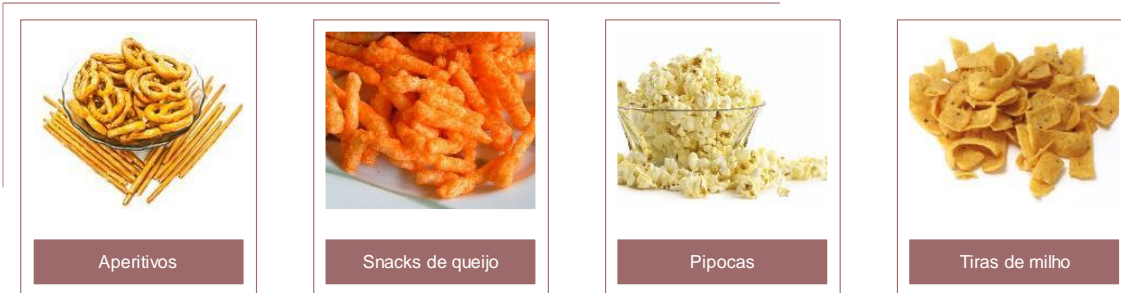 Aperitivos
Snacks de queijo
Pipocas
Tiras de milho